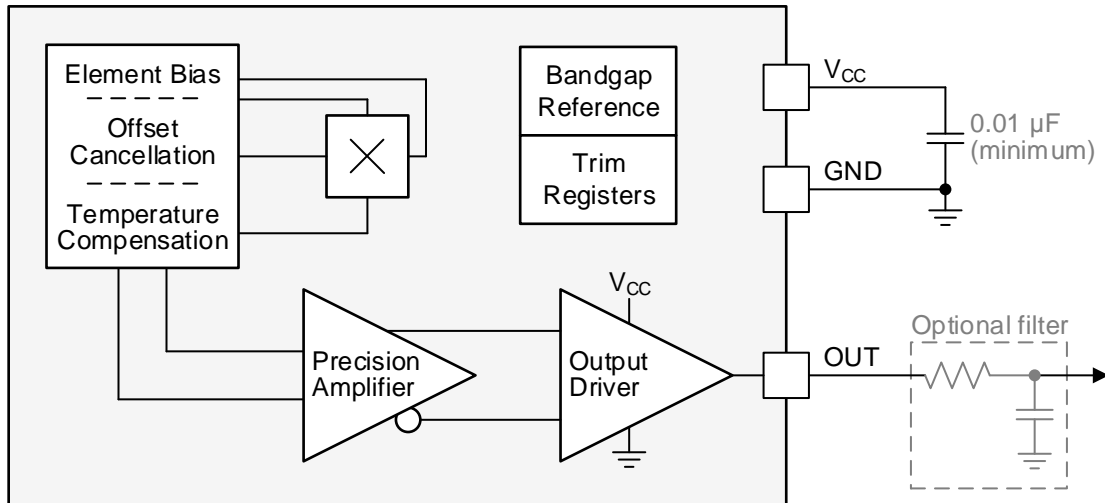 Element Bias
Offset
Cancellation
Temperature
Compensation
Bandgap
Reference
Trim
Registers
VCC
0.01 µF
(minimum)
GND
Precision
Amplifier
VCC
Output
Driver
OUT
Optional filter